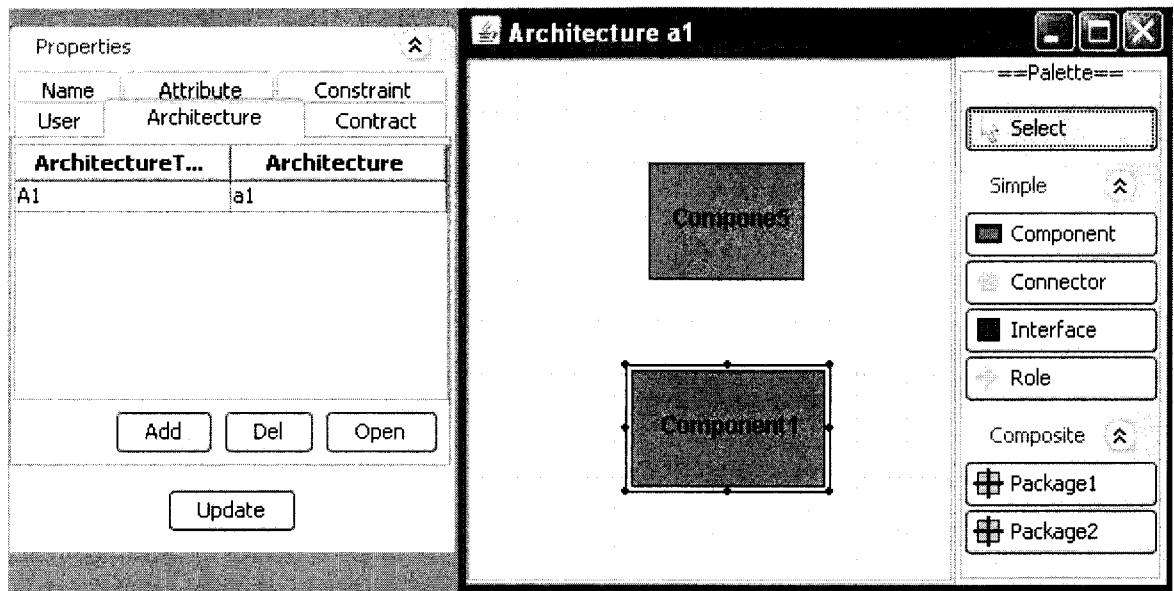 Properties
Name Attribute Constraint
User Architecture Contract
ArchitectureT... Architecture
A1 a1
Add Del Open
Update
Architecture a1
Compone5
Component1
==Palette==
Select
Simple
Component
Connector
Interface
Role
Composite
Package1
Package2